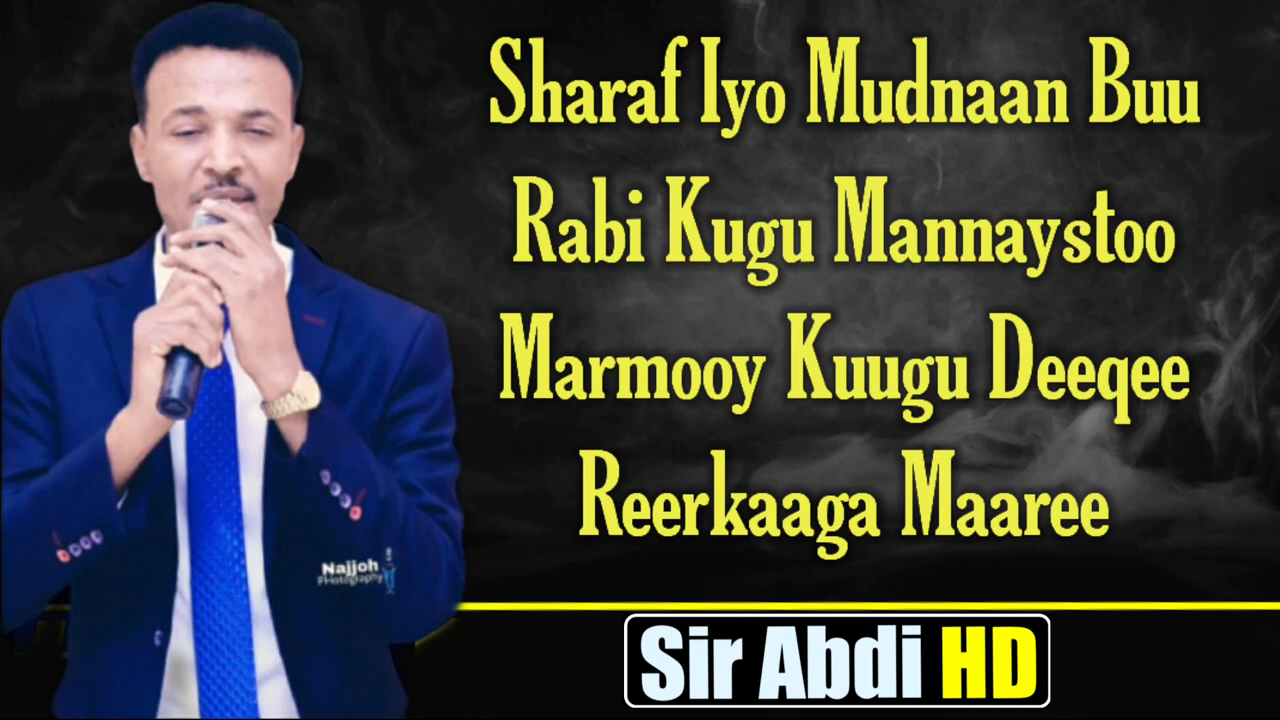 Sharaf Iyo Mudnaan Buu
Rabi Kugu Mannaystoo
Marmooy Kuugu Deeqee
Reerkaaga Maaree
Najjoh
PHotography
Sir Abdi HD